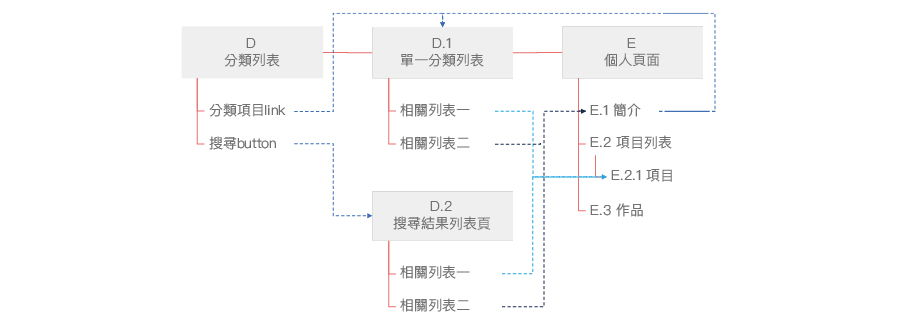 D
分類列表
分類項目link
搜尋button
D.1
單一分類列表
相關列表一
相關列表二
D.2
搜尋結果列表頁
相關列表一
相關列表二
E
個人頁面
E.1 簡介
E.2 項目列表
E.2.1 項目
E.3 作品